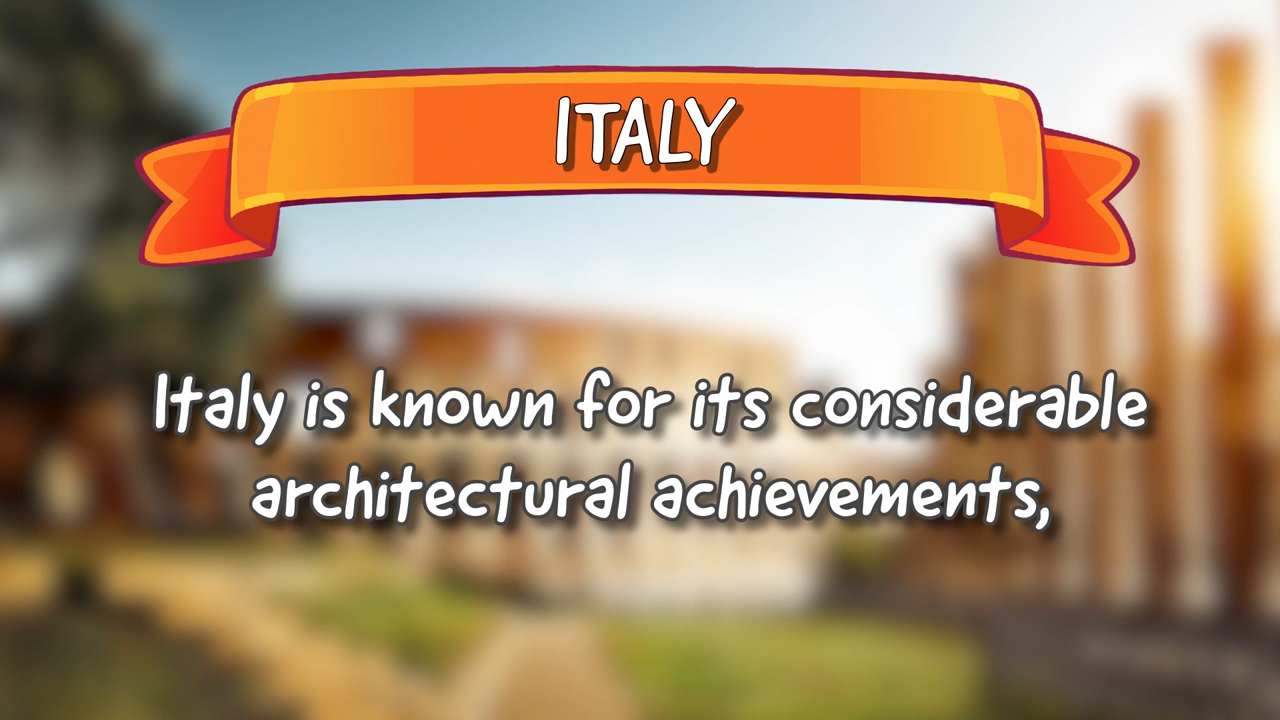 ITALY
Italy is known for its considerable
architectural achievements,